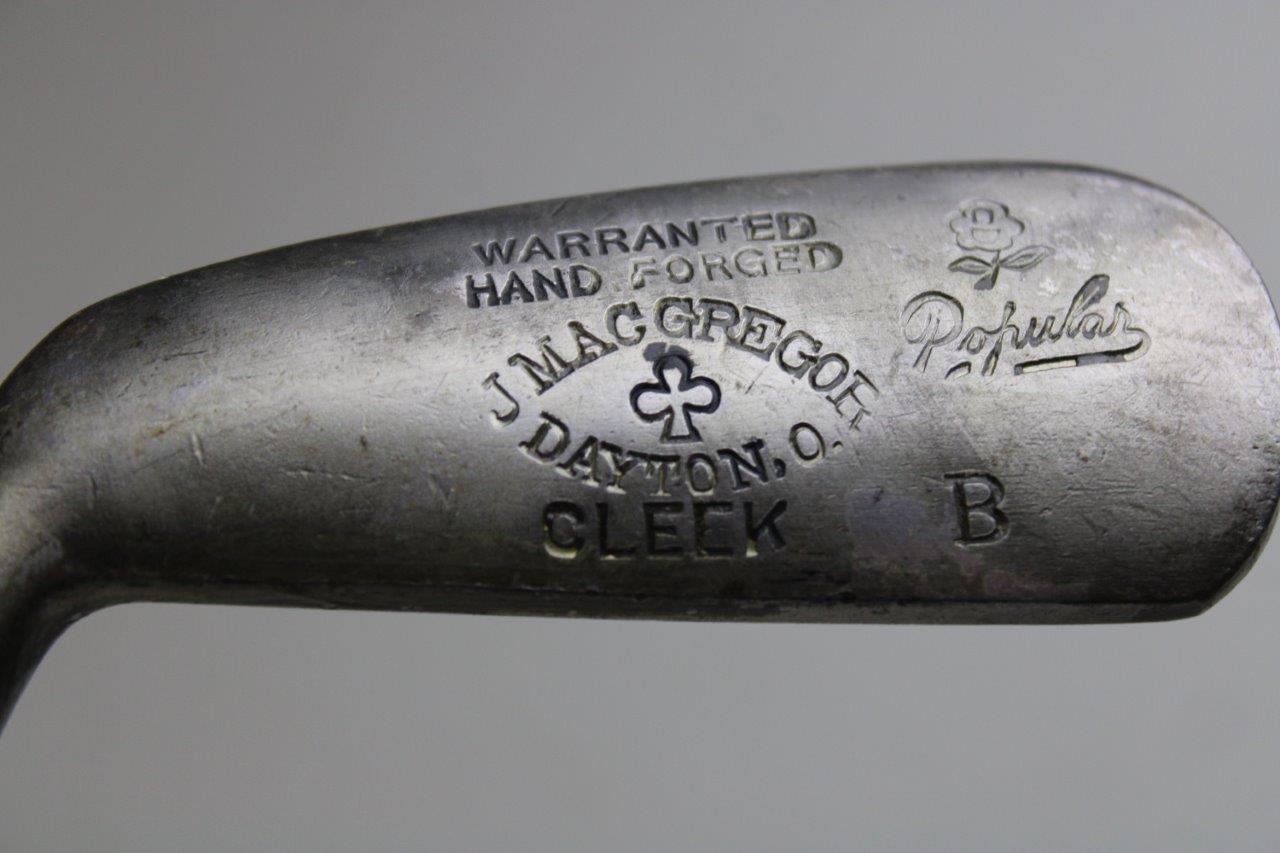 WARRANTED
HAND FORGED
J MACGREGOR
DAYTON, O.
CLEEK
Popular
B